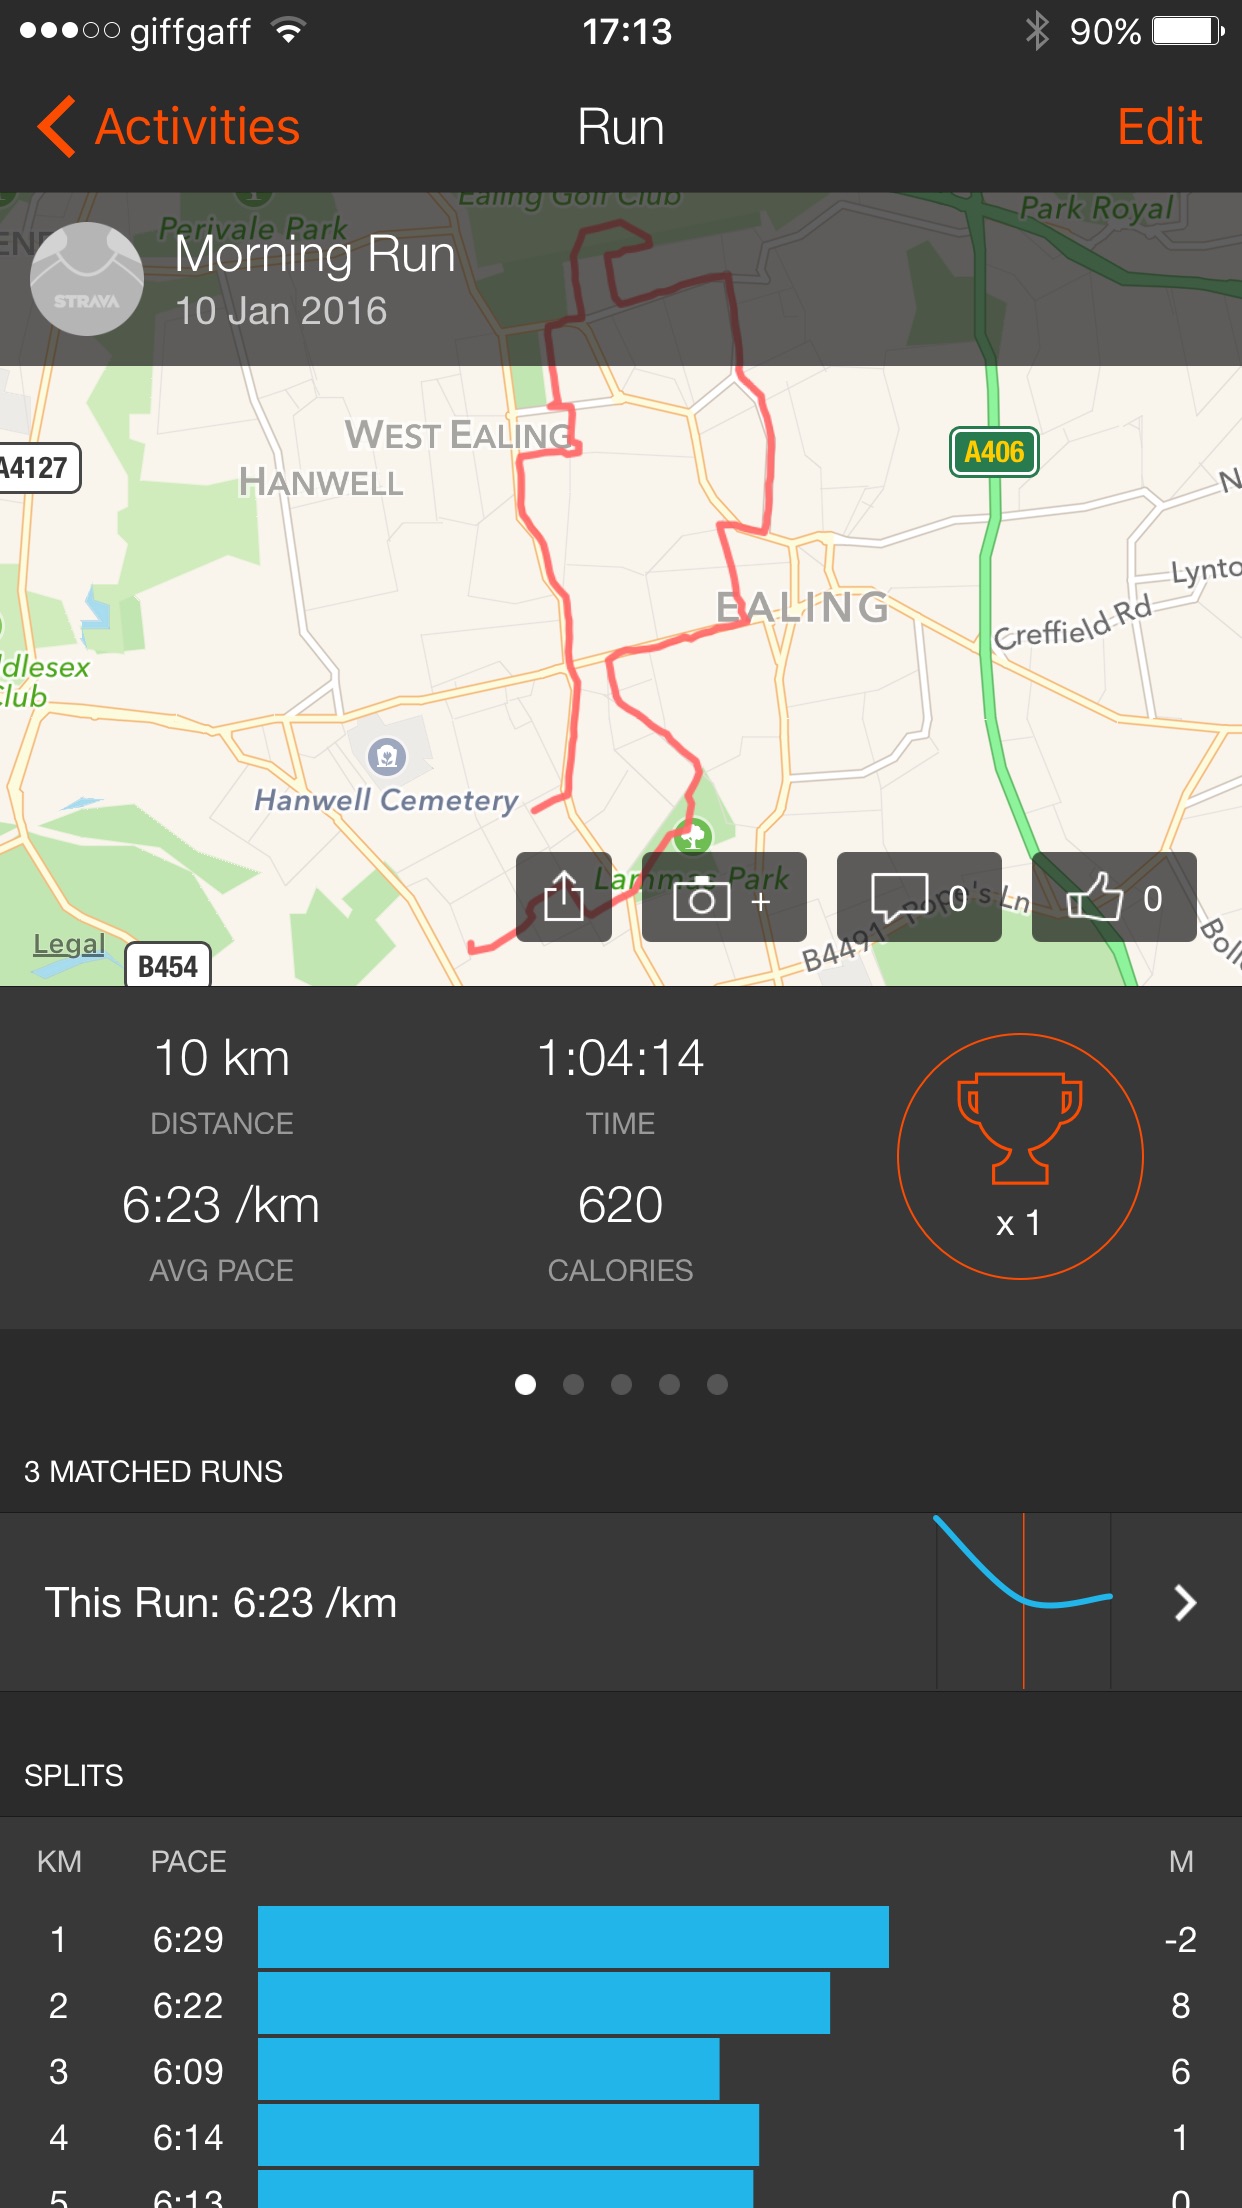 giffgaff 17:13 90%
Activities Run Edit
Ealing Golf Club
Perivale Park
Park Royal
Morning Run
STRAVA
10 Jan 2016
WEST EALING
A4127
A406
HANWELL
Lynto
EALING
Creffield Rd
dlesex
Club
Hanwell Cemetery
Lammas Park
+ 0 0
B4491 - Pope's Ln
Legal
B454
10 km 1:04:14
DISTANCE TIME
6:23 /km 620
x 1
AVG PACE CALORIES
3 MATCHED RUNS
This Run: 6:23 /km
SPLITS
KM PACE M
1 6:29 -2
2 6:22 8
3 6:09 6
4 6:14 1
5 6:13 0